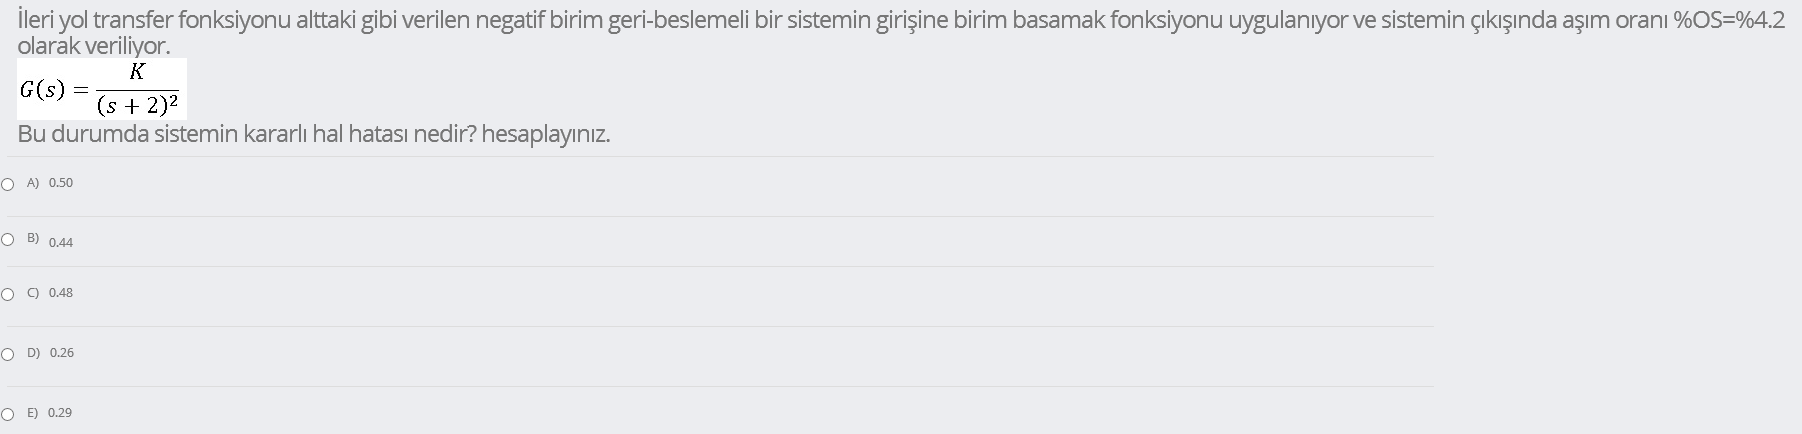 İleri yol transfer fonksiyonu alttaki gibi verilen negatif birim geri-beslemeli bir sistemin girişine birim basamak fonksiyonu uygulanıyor ve sistemin çıkışında aşım oranı %OS=%4.2
olarak veriliyor.
G(s) = K / (s + 2)²
Bu durumda sistemin kararlı hal hatası nedir? hesaplayınız.
A) 0.50
B) 0.44
C) 0.48
D) 0.26
E) 0.29